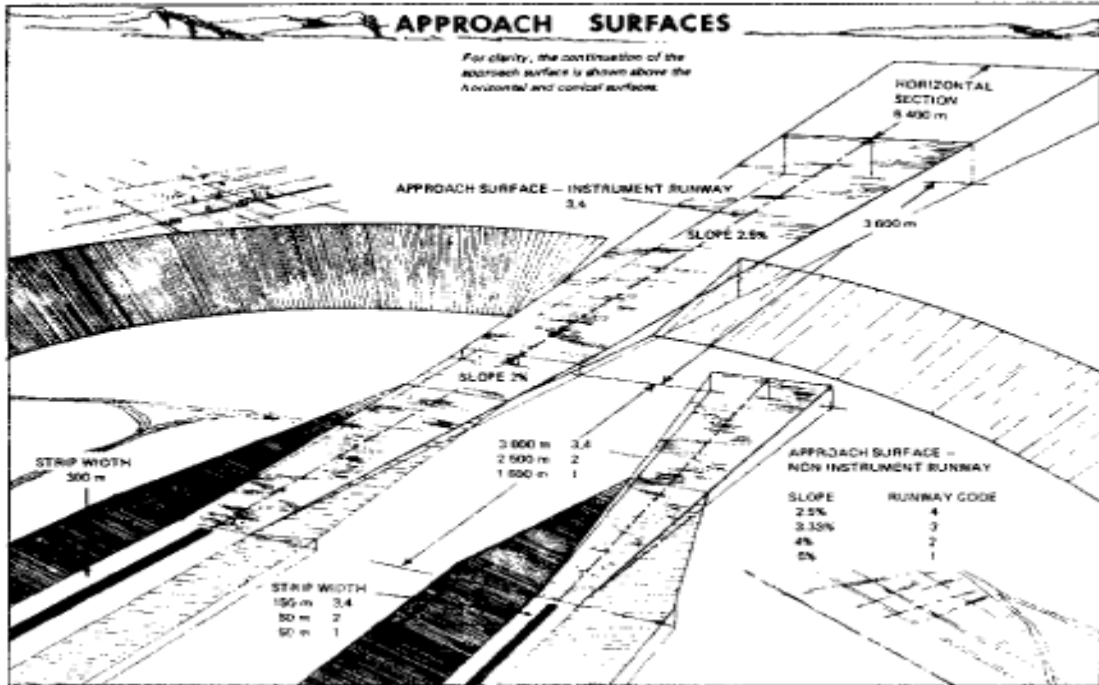 APPROACH SURFACES
For clarity, the continuation of the
approach surface is shown above the
horizontal and conical surfaces.
HORIZONTAL
SECTION
8 400 m
APPROACH SURFACE – INSTRUMENT RUNWAY
3,4
SLOPE 2.5%
3 600 m
SLOPE 2%
STRIP WIDTH
300 m
3 000 m 3,4
2 500 m 2
1 600 m 1
APPROACH SURFACE –
NON INSTRUMENT RUNWAY
SLOPE RUNWAY CODE
2.5% 4
3.33% 3
4% 2
5% 1
STRIP WIDTH
150 m 3,4
80 m 2
60 m 1